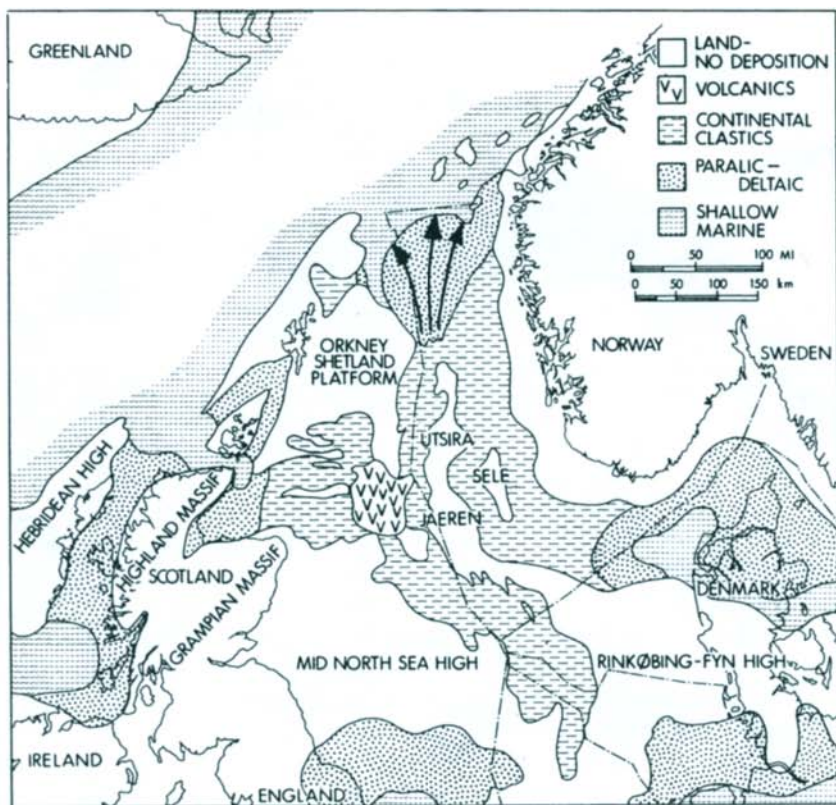 GREENLAND
LAND–
NO DEPOSITION
VOLCANICS
CONTINENTAL
CLASTICS
PARALIC–
DELTAIC
SHALLOW
MARINE
0 50 100 MI
0 50 100 150 km
ORKNEY
SHETLAND
PLATFORM
NORWAY
SWEDEN
UTSIRA
SELE
JAEREN
HEBRIDEAN HIGH
HIGHLAND MASSIF
SCOTLAND
GRAMPIAN MASSIF
DENMARK
MID NORTH SEA HIGH
RINKØBING-FYN HIGH
IRELAND
ENGLAND